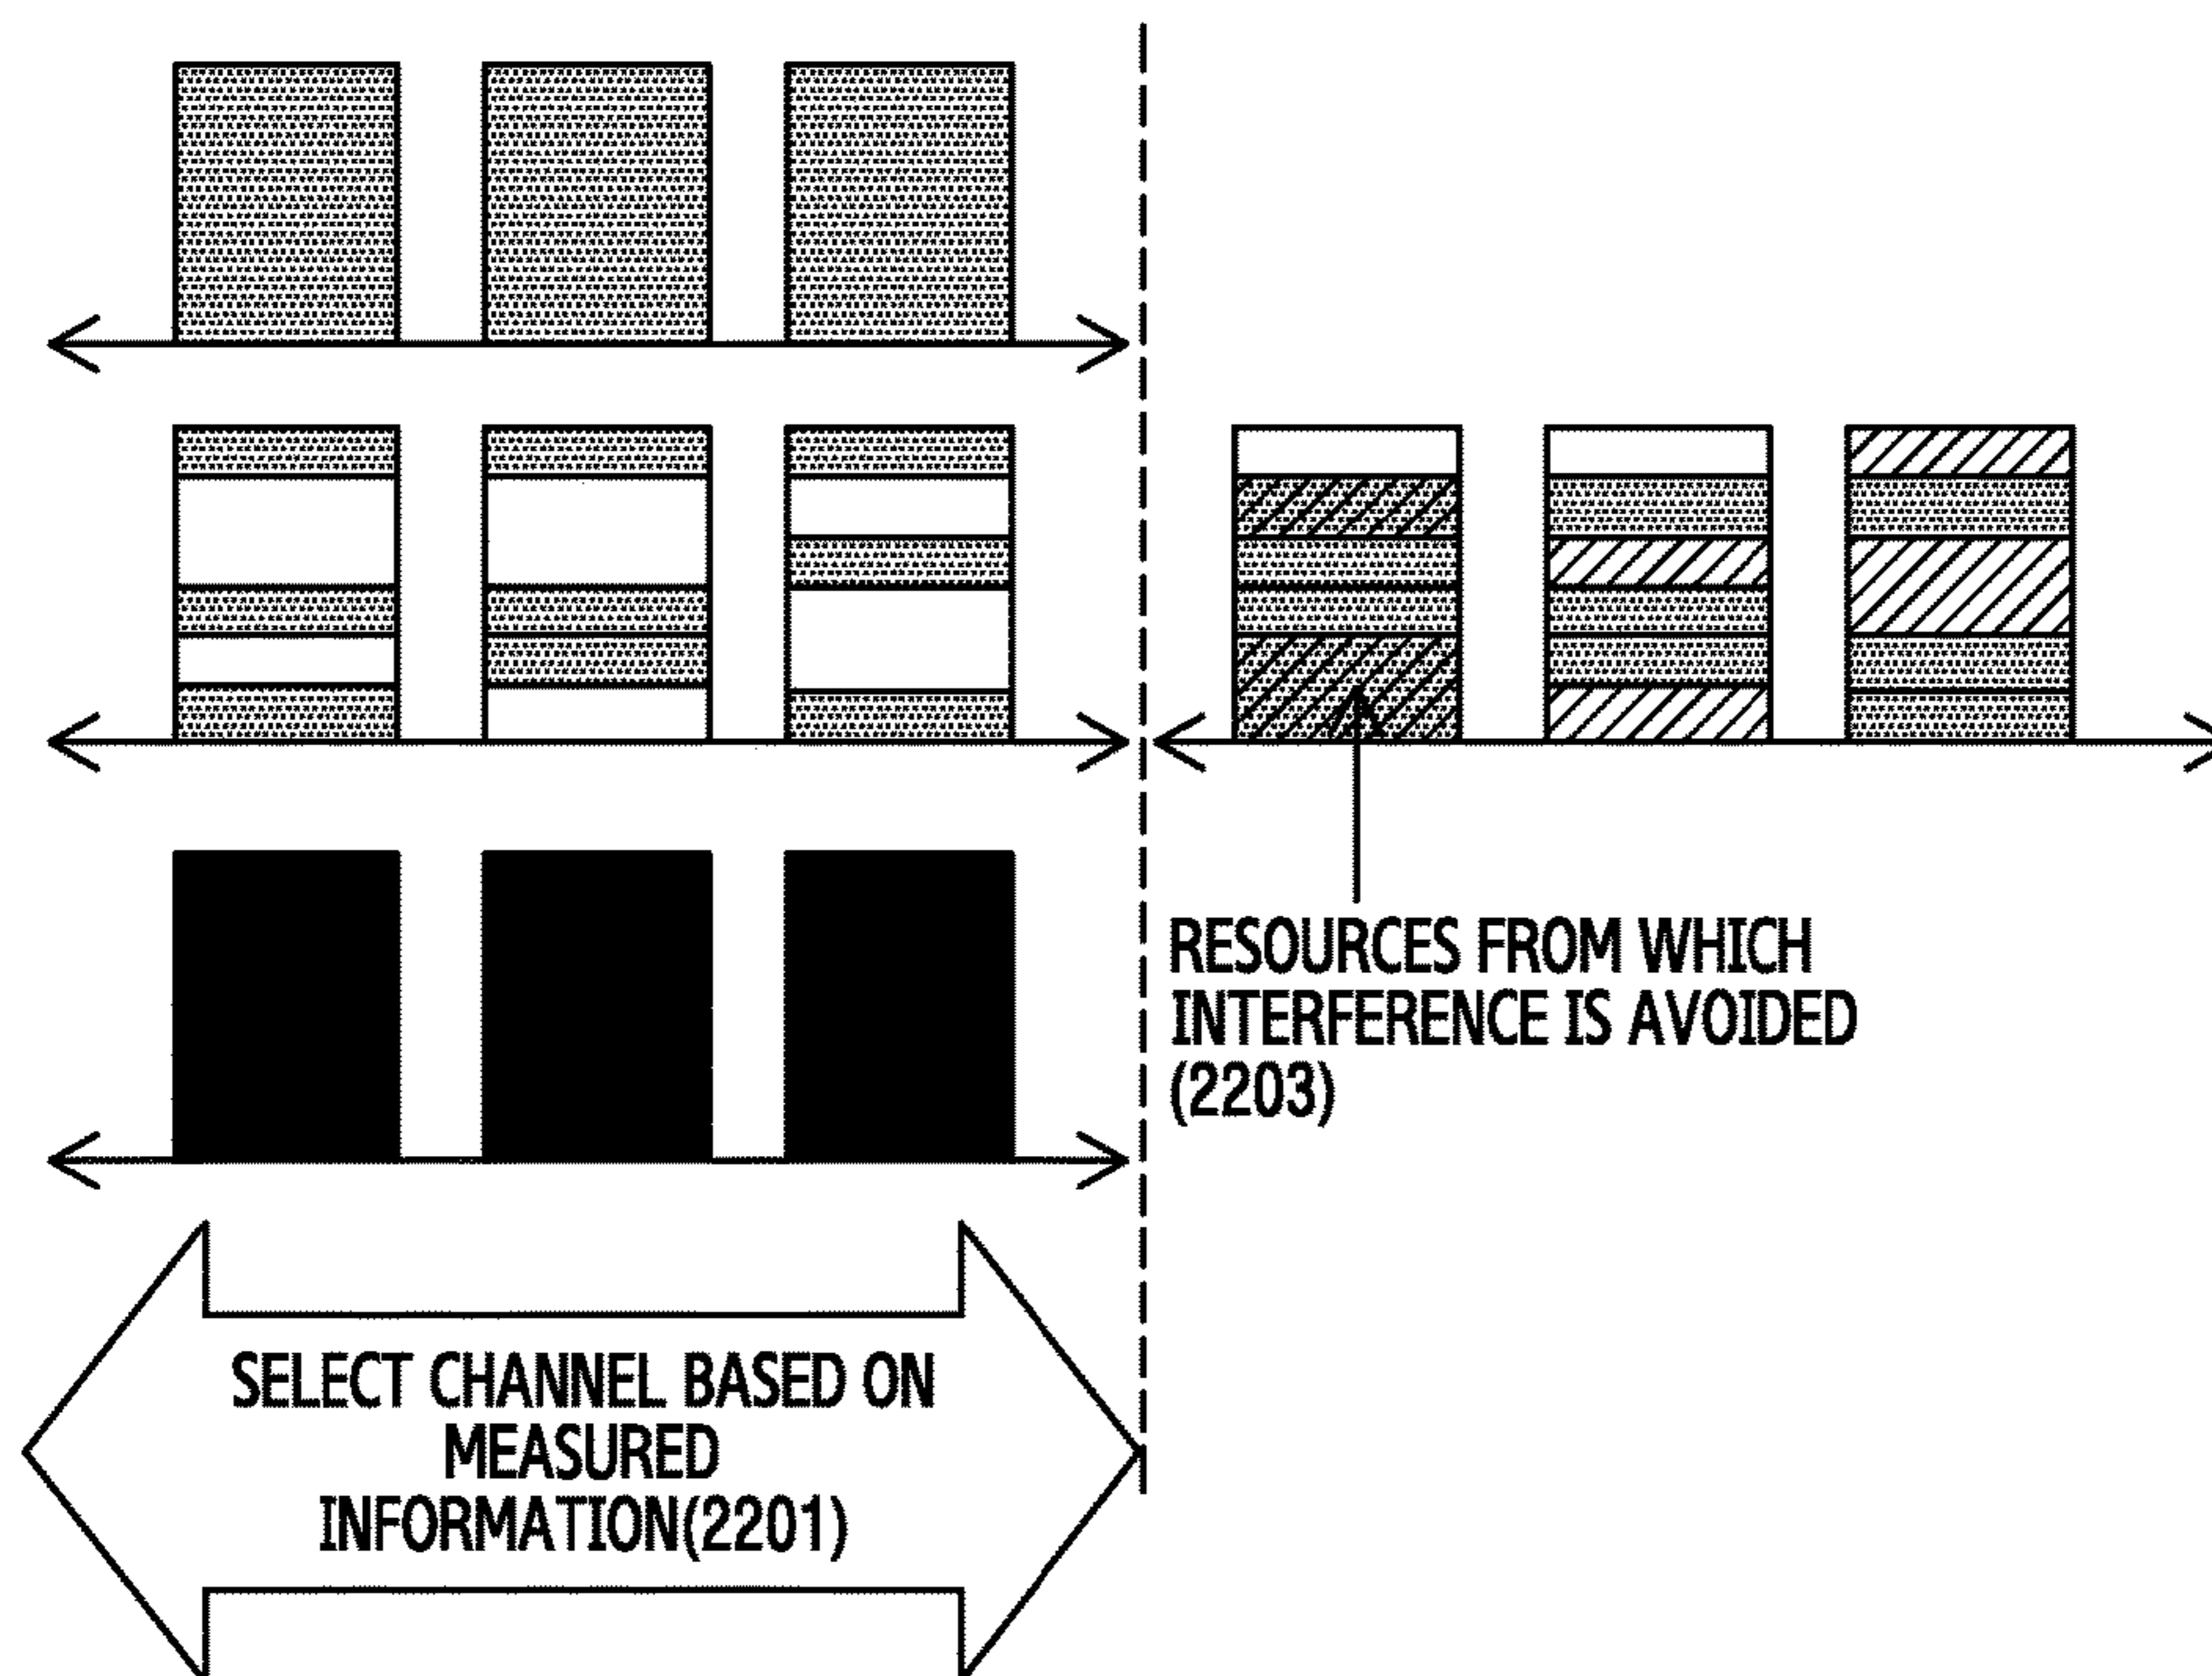 RESOURCES FROM WHICH
INTERFERENCE IS AVOIDED
(2203)
SELECT CHANNEL BASED ON
MEASURED
INFORMATION(2201)